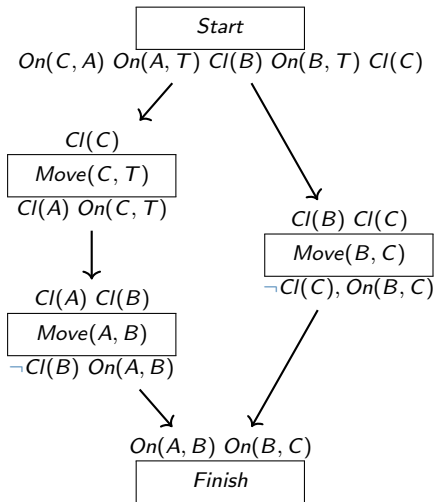 Start
On(C, A) On(A, T) Cl(B) On(B, T) Cl(C)
Cl(C)
Move(C, T)
Cl(A) On(C, T)
Cl(B) Cl(C)
Move(B, C)
¬Cl(C), On(B, C)
Cl(A) Cl(B)
Move(A, B)
¬Cl(B) On(A, B)
On(A, B) On(B, C)
Finish